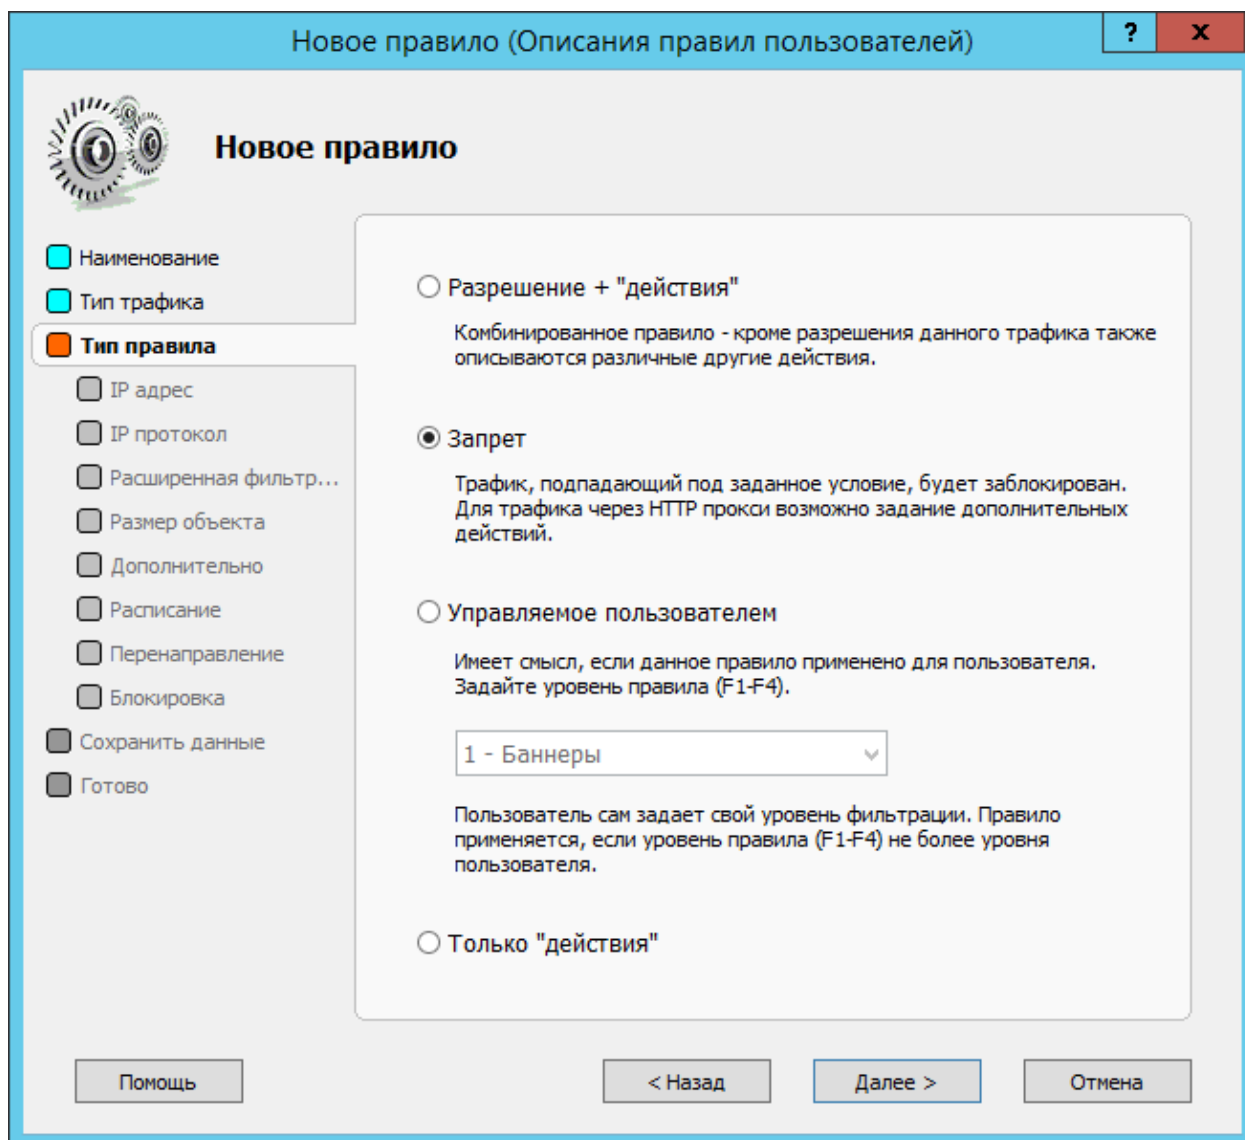 Новое правило (Описания правил пользователей)
?
x
Новое правило
Наименование
Тип трафика
Тип правила
IP адрес
IP протокол
Расширенная фильтр...
Размер объекта
Дополнительно
Расписание
Перенаправление
Блокировка
Сохранить данные
Готово
Разрешение + "действия"
Комбинированное правило - кроме разрешения данного трафика также
описываются различные другие действия.
Запрет
Трафик, подпадающий под заданное условие, будет заблокирован.
Для трафика через HTTP прокси возможно задание дополнительных
действий.
Управляемое пользователем
Имеет смысл, если данное правило применено для пользователя.
Задайте уровень правила (F1-F4).
1 - Баннеры
Пользователь сам задает свой уровень фильтрации. Правило
применяется, если уровень правила (F1-F4) не более уровня
пользователя.
Только "действия"
Помощь
< Назад
Далее >
Отмена